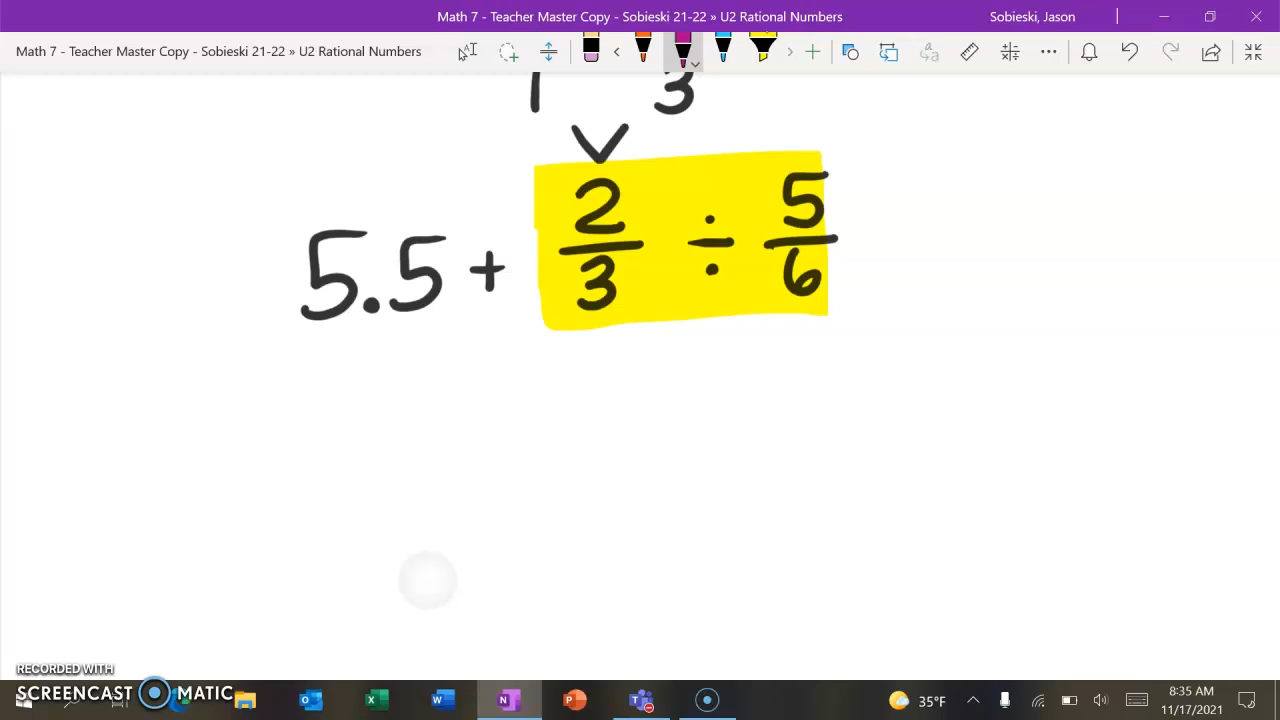 Math 7 - Teacher Master Copy - Sobieski 21-22 » U2 Rational Numbers
Sobieski, Jason
Math 7 - Teacher Master Copy - Sobieski 21-22 » U2 Rational Numbers
1 3
5.5 + 2/3 ÷ 5/6
RECORDED WITH
SCREENCAST MATIC
35°F
8:35 AM
11/17/2021